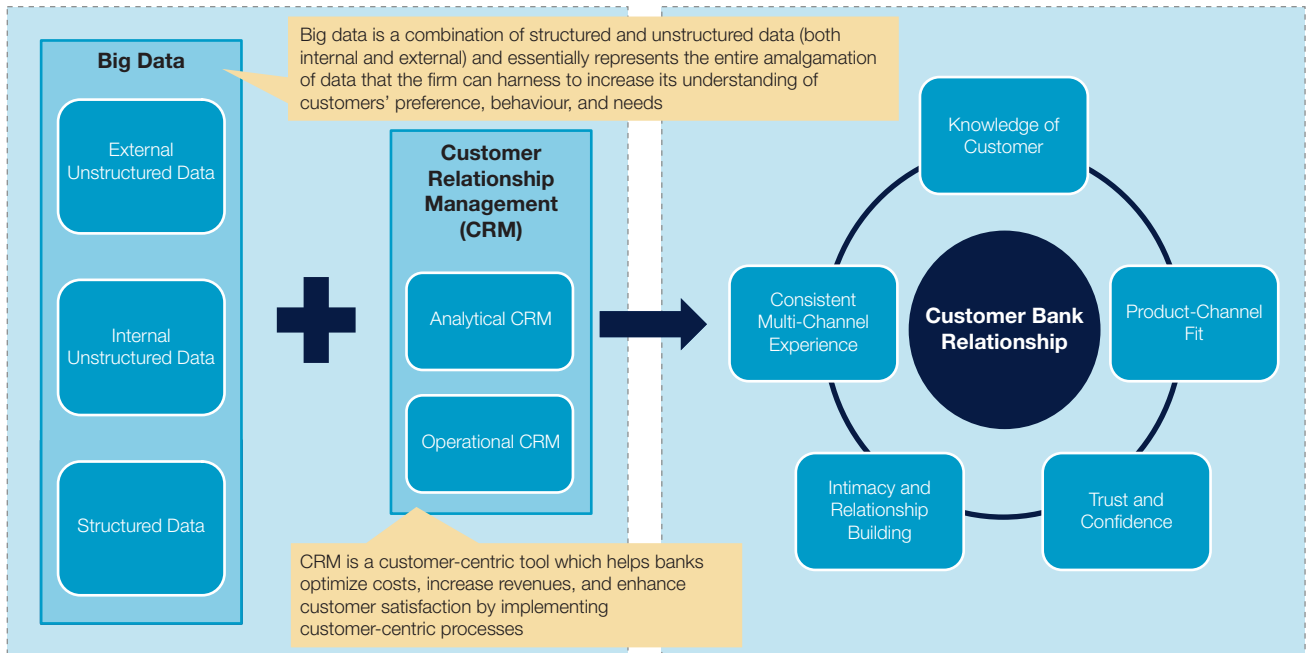 Big Data
External
Unstructured Data
Internal
Unstructured Data
Structured Data
Big data is a combination of structured and unstructured data (both
internal and external) and essentially represents the entire amalgamation
of data that the firm can harness to increase its understanding of
customers’ preference, behaviour, and needs
Customer
Relationship
Management
(CRM)
Analytical CRM
Operational CRM
CRM is a customer-centric tool which helps banks
optimize costs, increase revenues, and enhance
customer satisfaction by implementing
customer-centric processes
Knowledge of
Customer
Consistent
Multi-Channel
Experience
Customer Bank
Relationship
Product-Channel
Fit
Intimacy and
Relationship
Building
Trust and
Confidence